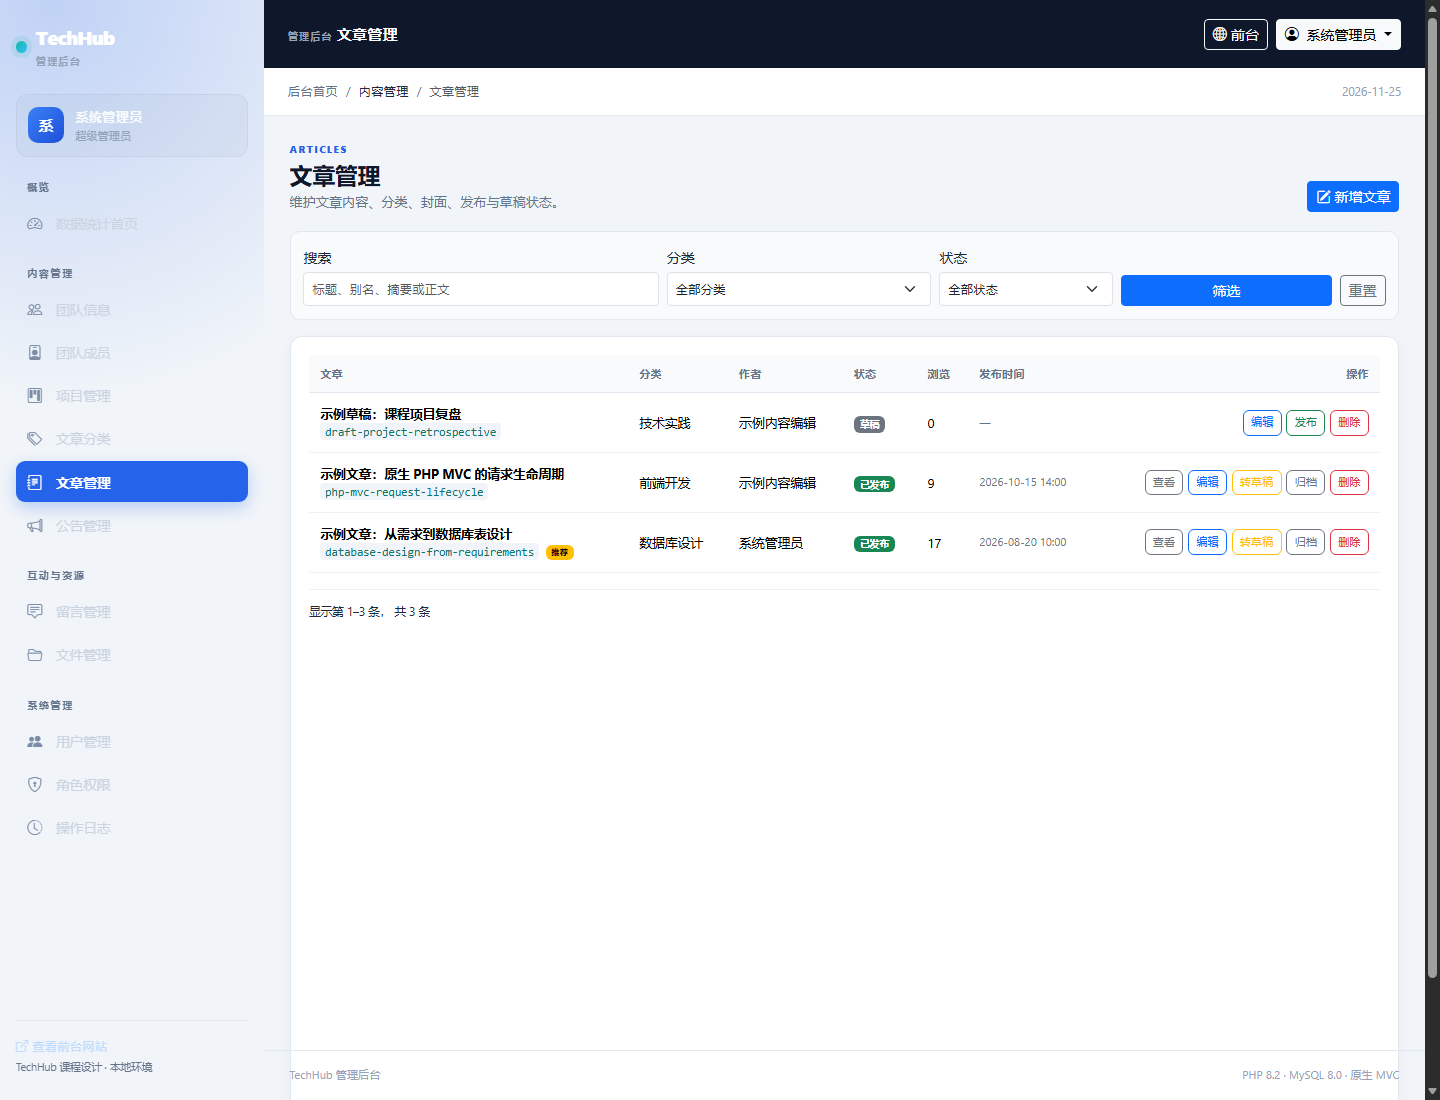 TechHub
管理后台
系
系统管理员
超级管理员
概览
数据统计首页
内容管理
团队信息
团队成员
项目管理
文章分类
文章管理
公告管理
互动与资源
留言管理
文件管理
系统管理
用户管理
角色权限
操作日志
查看前台网站
TechHub 课程设计 · 本地环境
管理后台 文章管理
前台
系统管理员
后台首页 / 内容管理 / 文章管理
2026-11-25
ARTICLES
文章管理
维护文章内容、分类、封面、发布与草稿状态。
新增文章
搜索 分类 状态
标题、别名、摘要或正文 全部分类 全部状态 筛选 重置
文章 分类 作者 状态 浏览 发布时间 操作
示例草稿：课程项目复盘
draft-project-retrospective
技术实践 示例内容编辑 草稿 0 — 编辑 发布 删除
示例文章：原生 PHP MVC 的请求生命周期
php-mvc-request-lifecycle
前端开发 示例内容编辑 已发布 9 2026-10-15 14:00 查看 编辑 转草稿 归档 删除
示例文章：从需求到数据库表设计
database-design-from-requirements 推荐
数据库设计 系统管理员 已发布 17 2026-08-20 10:00 查看 编辑 转草稿 归档 删除
显示第 1–3 条， 共 3 条
TechHub 管理后台
PHP 8.2 · MySQL 8.0 · 原生 MVC